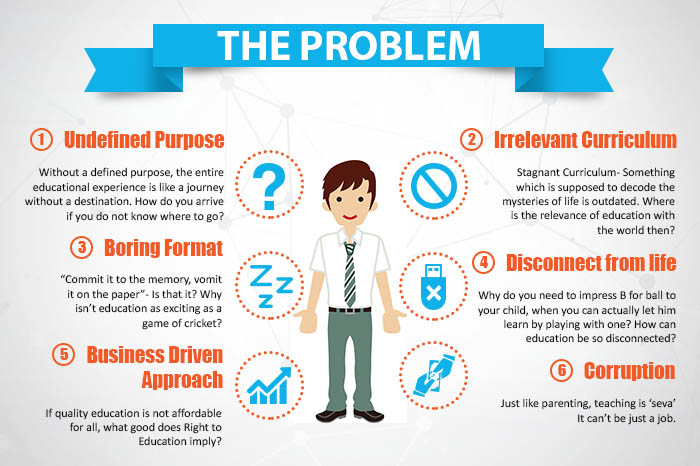 THE PROBLEM
1 Undefined Purpose
Without a defined purpose, the entire
educational experience is like a journey
without a destination. How do you arrive
if you do not know where to go?
2 Irrelevant Curriculum
Stagnant Curriculum- Something
which is supposed to decode the
mysteries of life is outdated. Where
is the relevance of education with
the world then?
3 Boring Format
“Commit it to the memory, vomit
it on the paper”- Is that it? Why
isn’t education as exciting as a
game of cricket?
4 Disconnect from life
Why do you need to impress B for ball to
your child, when you can actually let him
learn by playing with one? How can
education be so disconnected?
5 Business Driven
Approach
If quality education is not affordable
for all, what good does Right to
Education imply?
6 Corruption
Just like parenting, teaching is ‘seva’
It can’t be just a job.